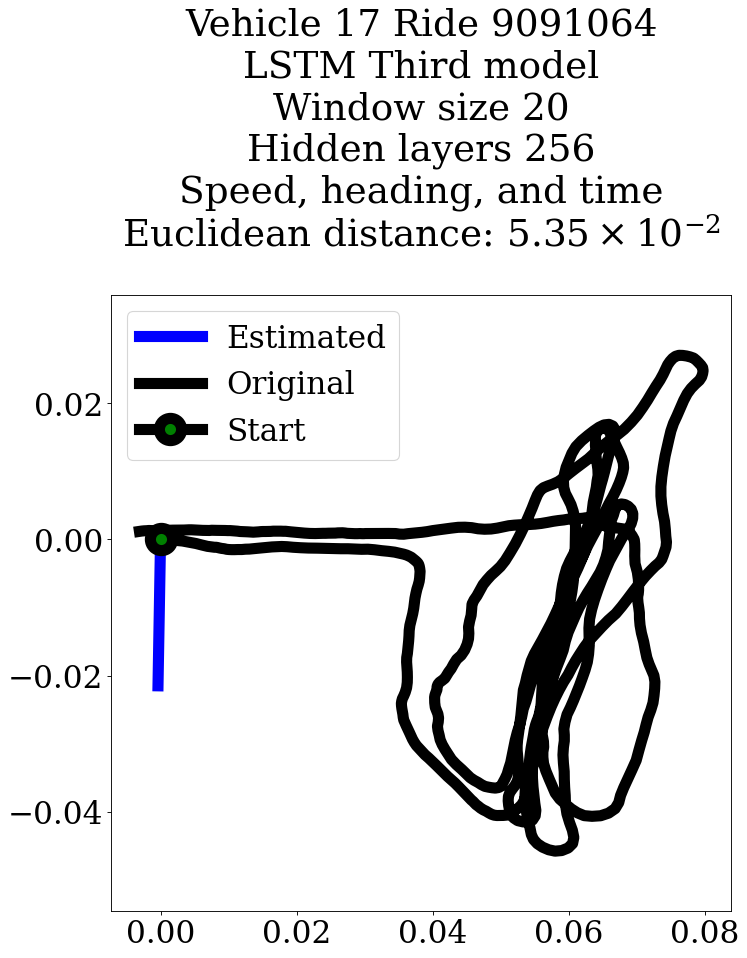 Vehicle 17 Ride 9091064
LSTM Third model
Window size 20
Hidden layers 256
Speed, heading, and time
Euclidean distance: 5.35 × 10⁻²
Estimated
Original
Start
0.02
0.00
−0.02
−0.04
0.00 0.02 0.04 0.06 0.08